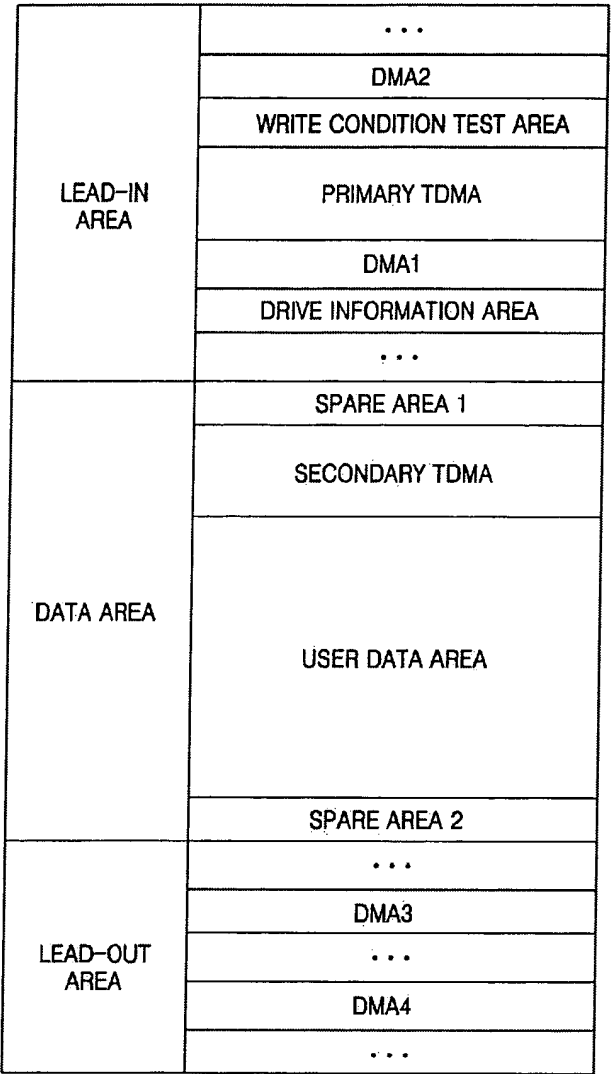 ...
DMA2
WRITE CONDITION TEST AREA
LEAD-IN
AREA
PRIMARY TDMA
DMA1
DRIVE INFORMATION AREA
...
SPARE AREA 1
SECONDARY TDMA
DATA AREA
USER DATA AREA
SPARE AREA 2
...
DMA3
LEAD-OUT
AREA
...
DMA4
...